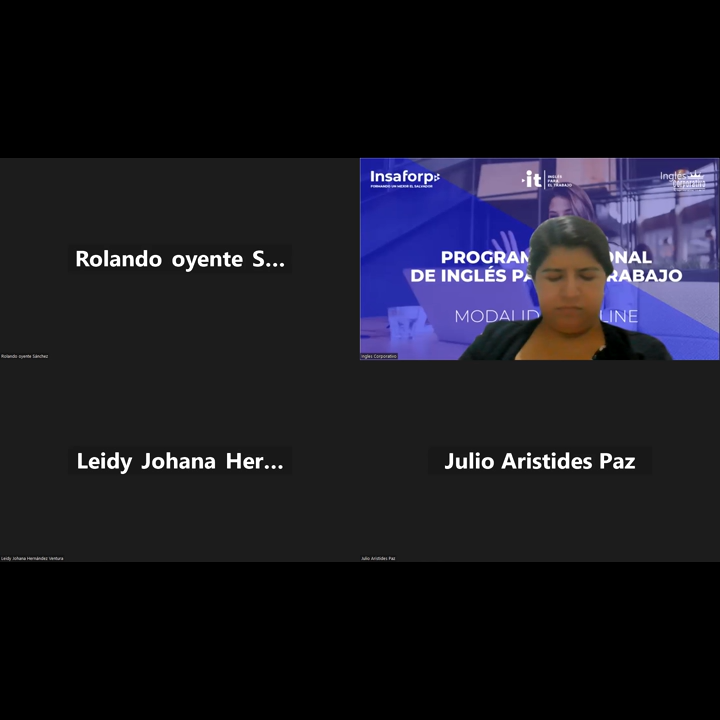 Rolando oyente S...
Rolando oyente Sánchez
Insaforp
FORMANDO UN MEJOR EL SALVADOR
it
INGLÉS
PARA
EL TRABAJO
Inglés
corporativo
PROGRAM ONAL
DE INGLÉS PA RABAJO
MODALID LINE
Ingles Corporativo
Leidy Johana Her...
Leidy Johana Hernández Ventura
Julio Aristides Paz
Julio Aristides Paz